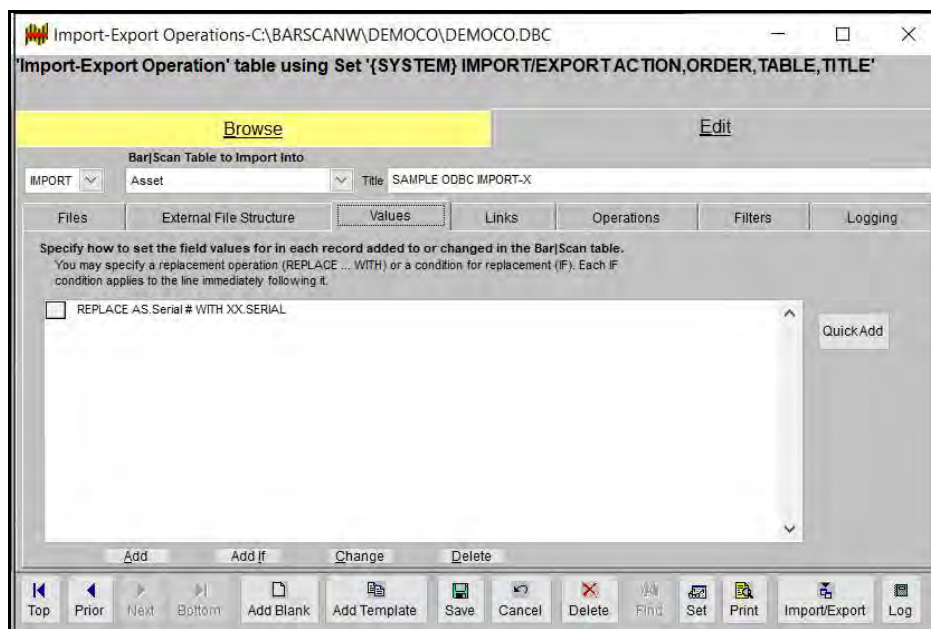 Import-Export Operations-C:\BARSCANW\DEMOCO\DEMOCO.DBC
'Import-Export Operation' table using Set '{SYSTEM} IMPORT/EXPORT ACTION,ORDER,TABLE,TITLE'
Browse Edit
Bar|Scan Table to Import Into
IMPORT Asset Title SAMPLE ODBC IMPORT-X
Files External File Structure Values Links Operations Filters Logging
Specify how to set the field values for in each record added to or changed in the Bar|Scan table.
You may specify a replacement operation (REPLACE ... WITH) or a condition for replacement (IF). Each IF
condition applies to the line immediately following it.
REPLACE AS.Serial # WITH XX.SERIAL
Quick Add
Add Add If Change Delete
Top Prior Next Bottom Add Blank Add Template Save Cancel Delete Find Set Print Import/Export Log